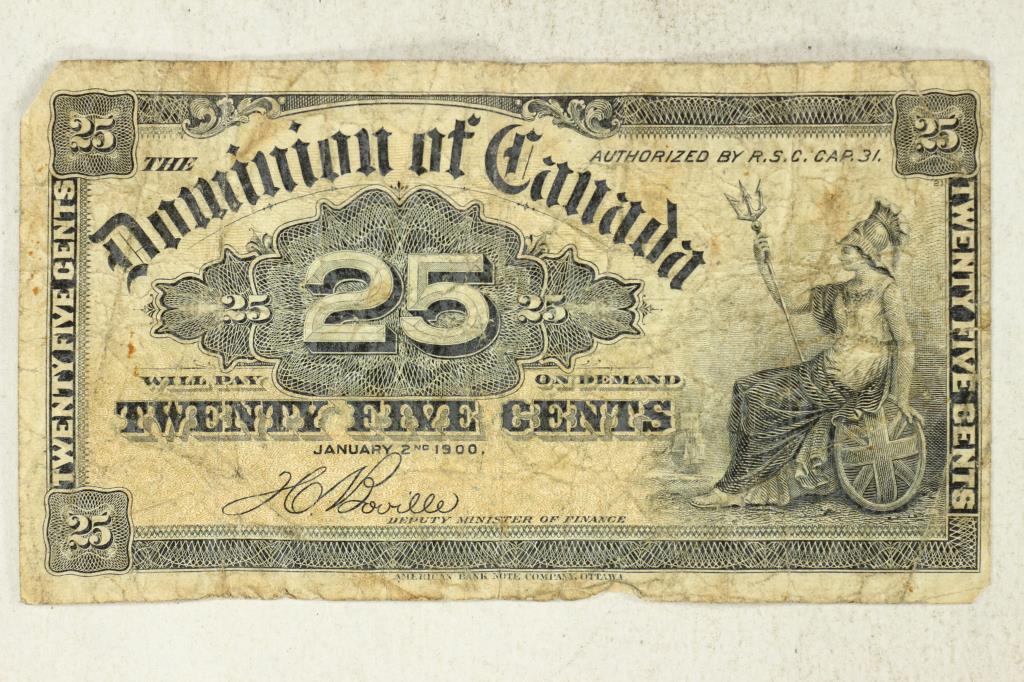 25
25
THE Dominion of Canada
AUTHORIZED BY R.S.C. CAP. 31.
TWENTY FIVE CENTS
TWENTY FIVE CENTS
25 25 25
WILL PAY ON DEMAND
TWENTY FIVE CENTS
JANUARY 2ND 1900.
H C Boville
DEPUTY MINISTER OF FINANCE
25
AMERICAN BANK NOTE COMPANY, OTTAWA